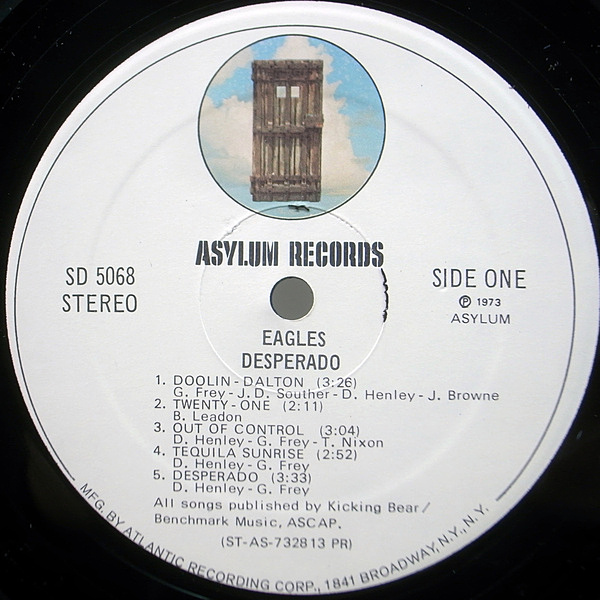 ASYLUM RECORDS
SD 5068
STEREO
SIDE ONE
Ⓟ 1973
ASYLUM
EAGLES
DESPERADO
1. DOOLIN-DALTON (3:26)
G. Frey-J.D. Souther-D. Henley-J. Browne
2. TWENTY-ONE (2:11)
B. Leadon
3. OUT OF CONTROL (3:04)
D. Henley-G. Frey-T. Nixon
4. TEQUILA SUNRISE (2:52)
D. Henley-G. Frey
5. DESPERADO (3:33)
D. Henley-G. Frey
All songs published by Kicking Bear/
Benchmark Music, ASCAP.
(ST-AS-732813 PR)
MFG. BY ATLANTIC RECORDING CORP., 1841 BROADWAY, N.Y., N.Y.